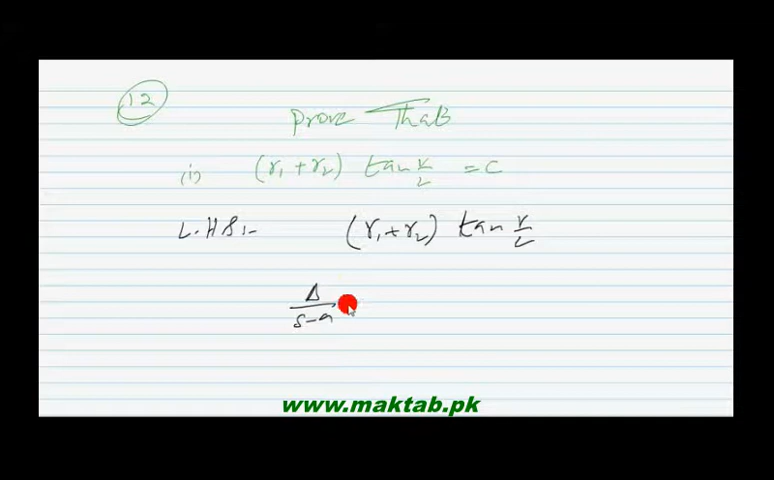 12
Prove That
(i) (r₁ + r₂) tan γ/2 = c
L.H.S:- (r₁ + r₂) tan γ/2
Δ/s-a
www.maktab.pk